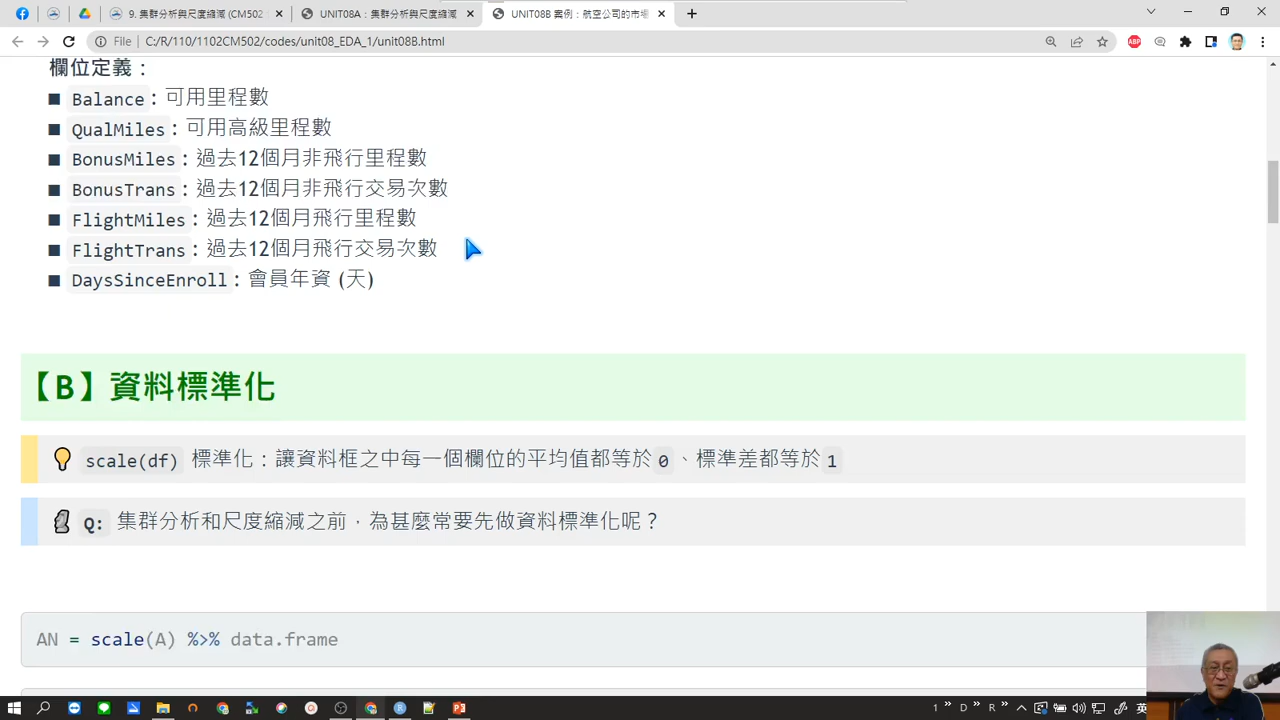 9. 集群分析與尺度縮減 (CM502
UNIT08A：集群分析與尺度縮減
UNIT08B 案例：航空公司的市場
File C:/R/110/1102CM502/codes/unit08_EDA_1/unit08B.html
欄位定義：
Balance：可用里程數
QualMiles：可用高級里程數
BonusMiles：過去12個月非飛行里程數
BonusTrans：過去12個月非飛行交易次數
FlightMiles：過去12個月飛行里程數
FlightTrans：過去12個月飛行交易次數
DaysSinceEnroll：會員年資 (天)
【B】資料標準化
scale(df) 標準化：讓資料框之中每一個欄位的平均值都等於 0、標準差都等於 1
Q: 集群分析和尺度縮減之前，為甚麼常要先做資料標準化呢？
AN = scale(A) %>% data.frame
1 » D » R » 英